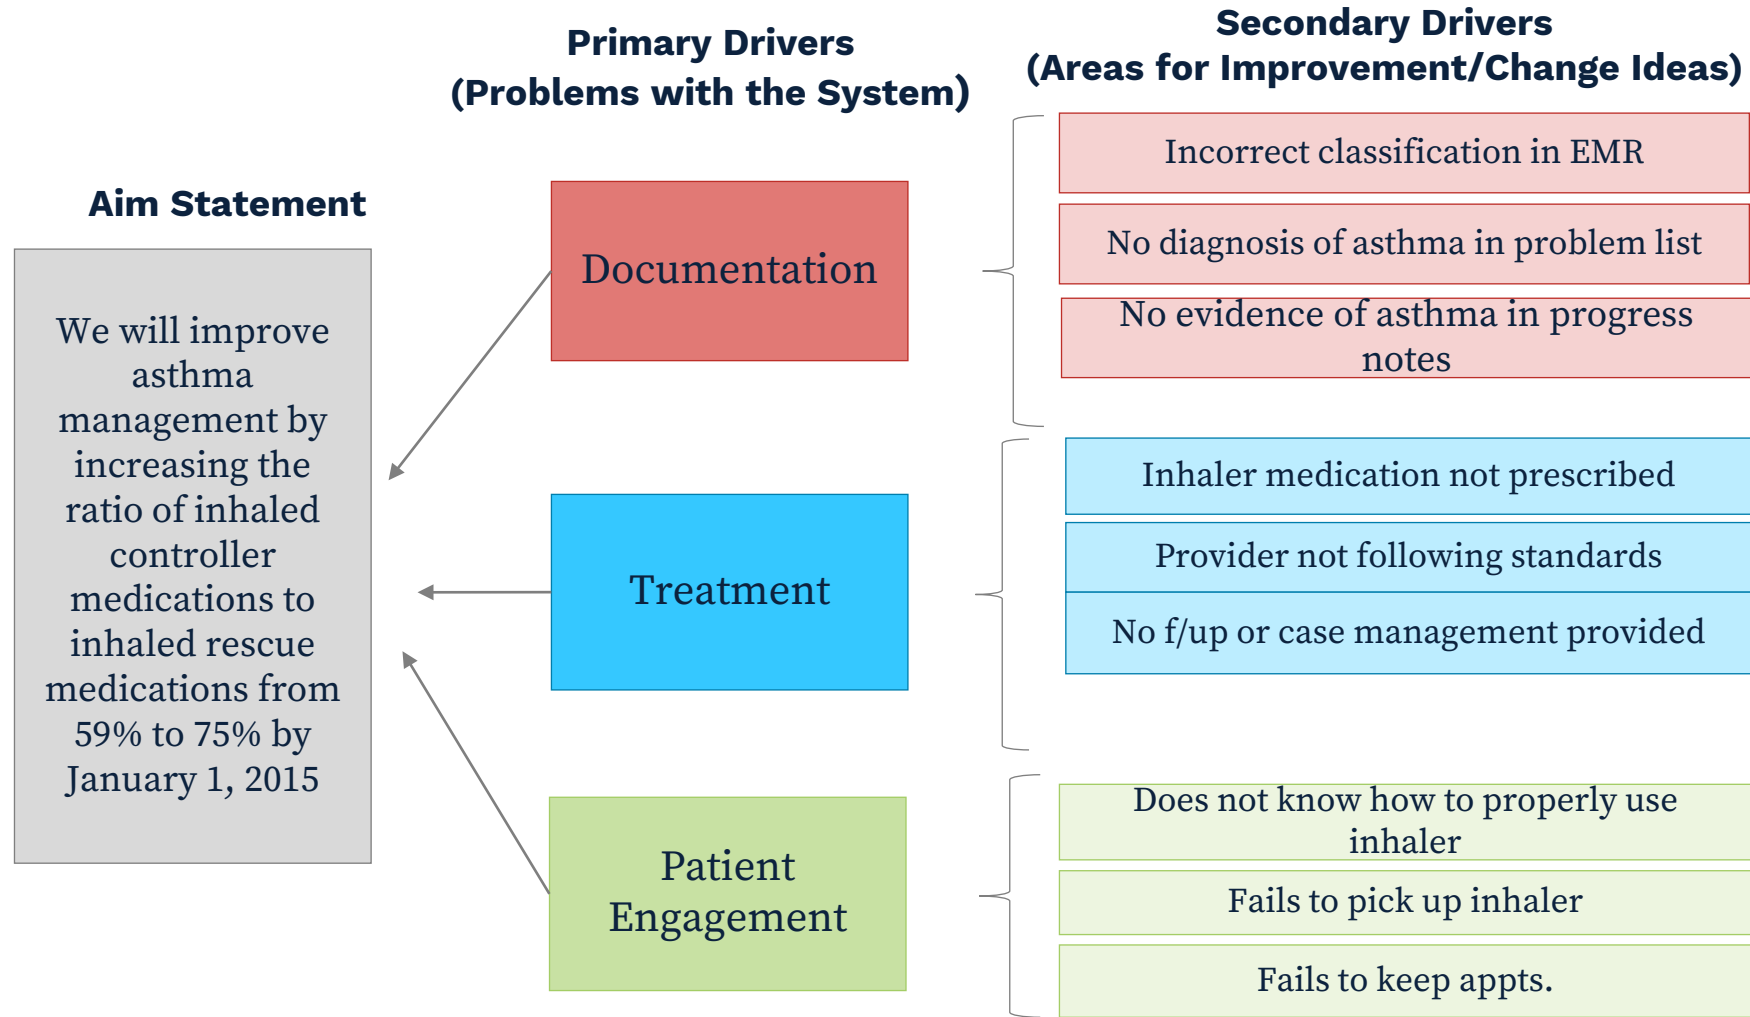 Primary Drivers
(Problems with the System)
Secondary Drivers
(Areas for Improvement/Change Ideas)
Aim Statement
We will improve
asthma
management by
increasing the
ratio of inhaled
controller
medications to
inhaled rescue
medications from
59% to 75% by
January 1, 2015
Documentation
Incorrect classification in EMR
No diagnosis of asthma in problem list
No evidence of asthma in progress
notes
Treatment
Inhaler medication not prescribed
Provider not following standards
No f/up or case management provided
Patient
Engagement
Does not know how to properly use
inhaler
Fails to pick up inhaler
Fails to keep appts.